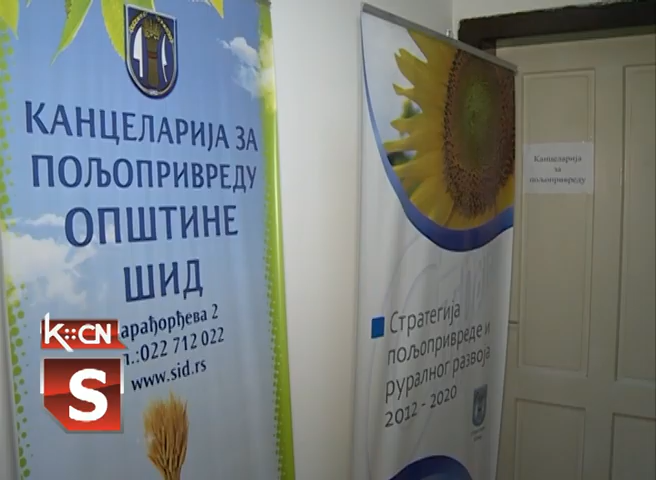 КАНЦЕЛАРИЈА ЗА
ПОЉОПРИВРЕДУ
ОПШТИНЕ
ШИД
арађорђева 2
.:022 712 022
www.sid.rs
K::CN
S
Стратегија
пољопривреде и
руралног развоја
2012 - 2020
Канцеларија
за
пољопривреду